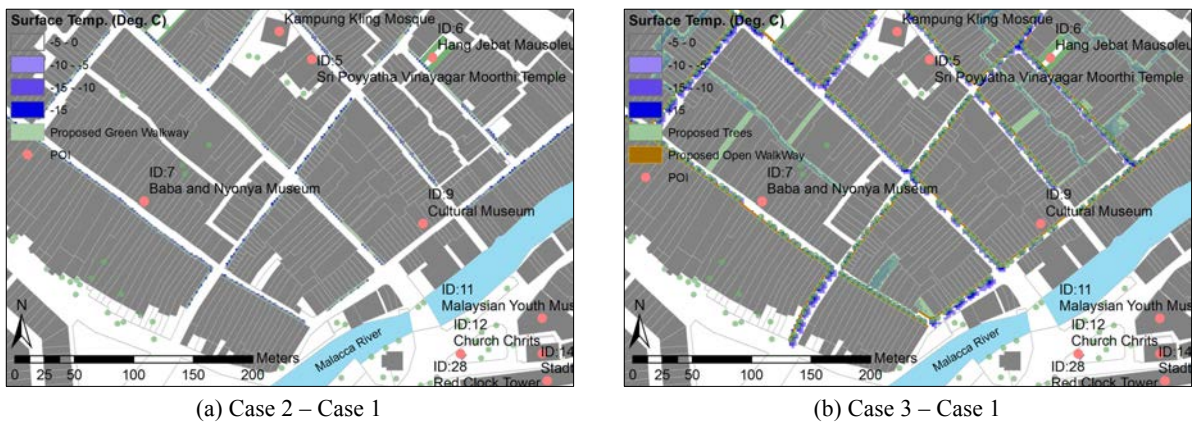 Surface Temp. (Deg. C)
-5 - 0
-10 - -5
-15 - -10
-15
Proposed Green Walkway
POI
Kampung Kling Mosque
ID:6
Hang Jebat Mausoleu
ID:5
Sri Poyyatha Vinayagar Moorthi Temple
ID:7
Baba and Nyonya Museum
ID:9
Cultural Museum
ID:11
Malaysian Youth Mus
ID:12
Church Chrits
ID:14
Stadt
ID:28
Red Clock Tower
Malacca River
N
Meters
0 25 50 100 150 200
(a) Case 2 – Case 1
Surface Temp. (Deg. C)
-5 - 0
-10 - -5
-15 - -10
-15
Proposed Trees
Proposed Open WalkWay
POI
Kampung Kling Mosque
ID:6
Hang Jebat Mausoleu
ID:5
Sri Poyyatha Vinayagar Moorthi Temple
ID:7
Baba and Nyonya Museum
ID:9
Cultural Museum
ID:11
Malaysian Youth Mus
ID:12
Church Chrits
ID:14
Stadt
ID:28
Red Clock Tower
Malacca River
N
Meters
0 25 50 100 150 200
(b) Case 3 – Case 1